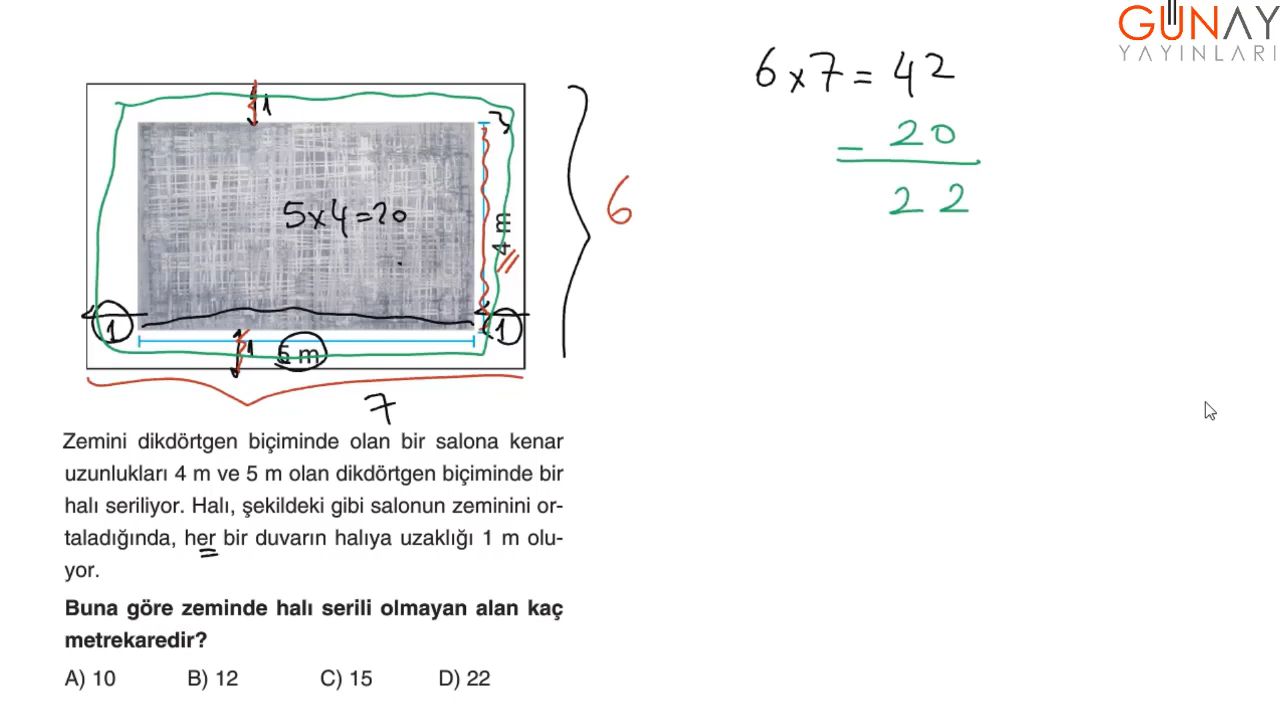 GÜNAY
YAYINLARI
6x7=42
- 20
22
1
5x4=20
4 m
6
1
1
1
5 m
7
Zemini dikdörtgen biçiminde olan bir salona kenar
uzunlukları 4 m ve 5 m olan dikdörtgen biçiminde bir
halı seriliyor. Halı, şekildeki gibi salonun zeminini or-
taladığında, her bir duvarın halıya uzaklığı 1 m olu-
yor.
Buna göre zeminde halı serili olmayan alan kaç
metrekaredir?
A) 10 B) 12 C) 15 D) 22